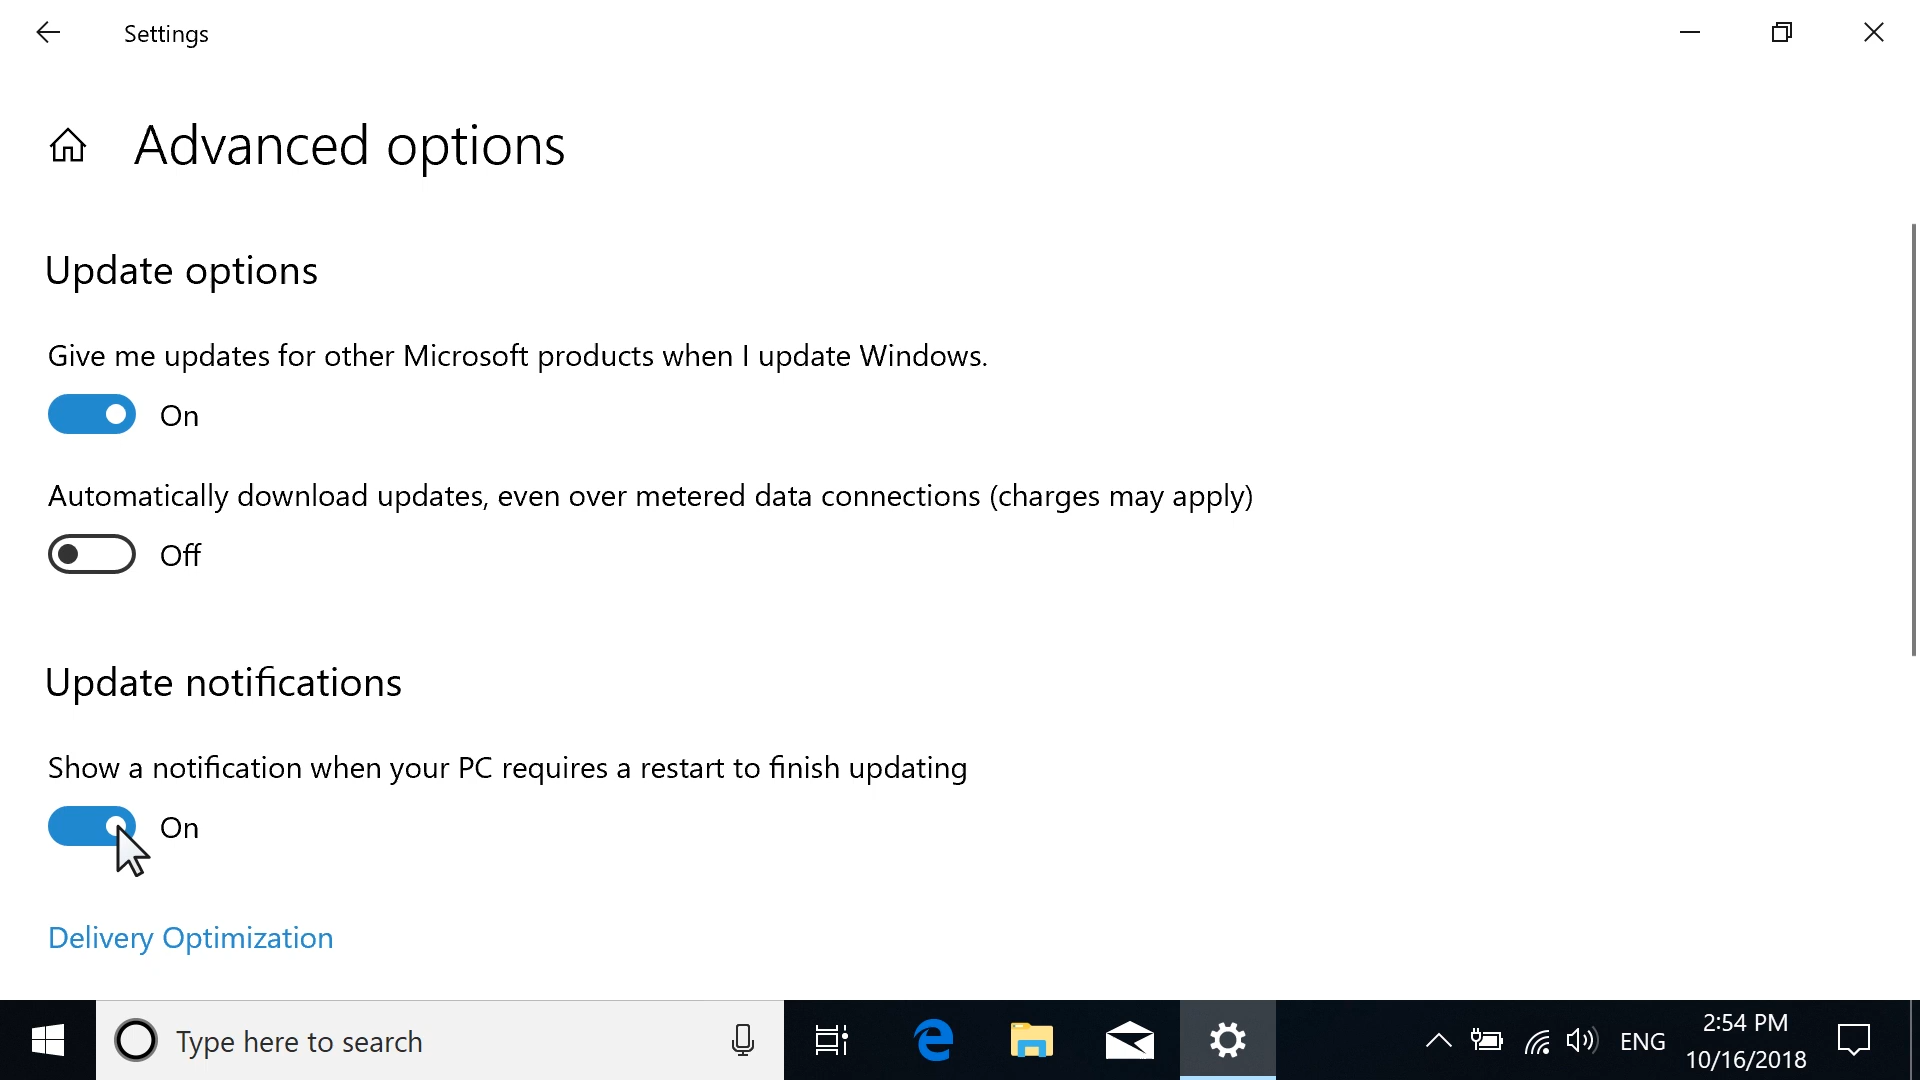 Settings
Advanced options
Update options
Give me updates for other Microsoft products when I update Windows.
On
Automatically download updates, even over metered data connections (charges may apply)
Off
Update notifications
Show a notification when your PC requires a restart to finish updating
On
Delivery Optimization
Type here to search
ENG
2:54 PM
10/16/2018